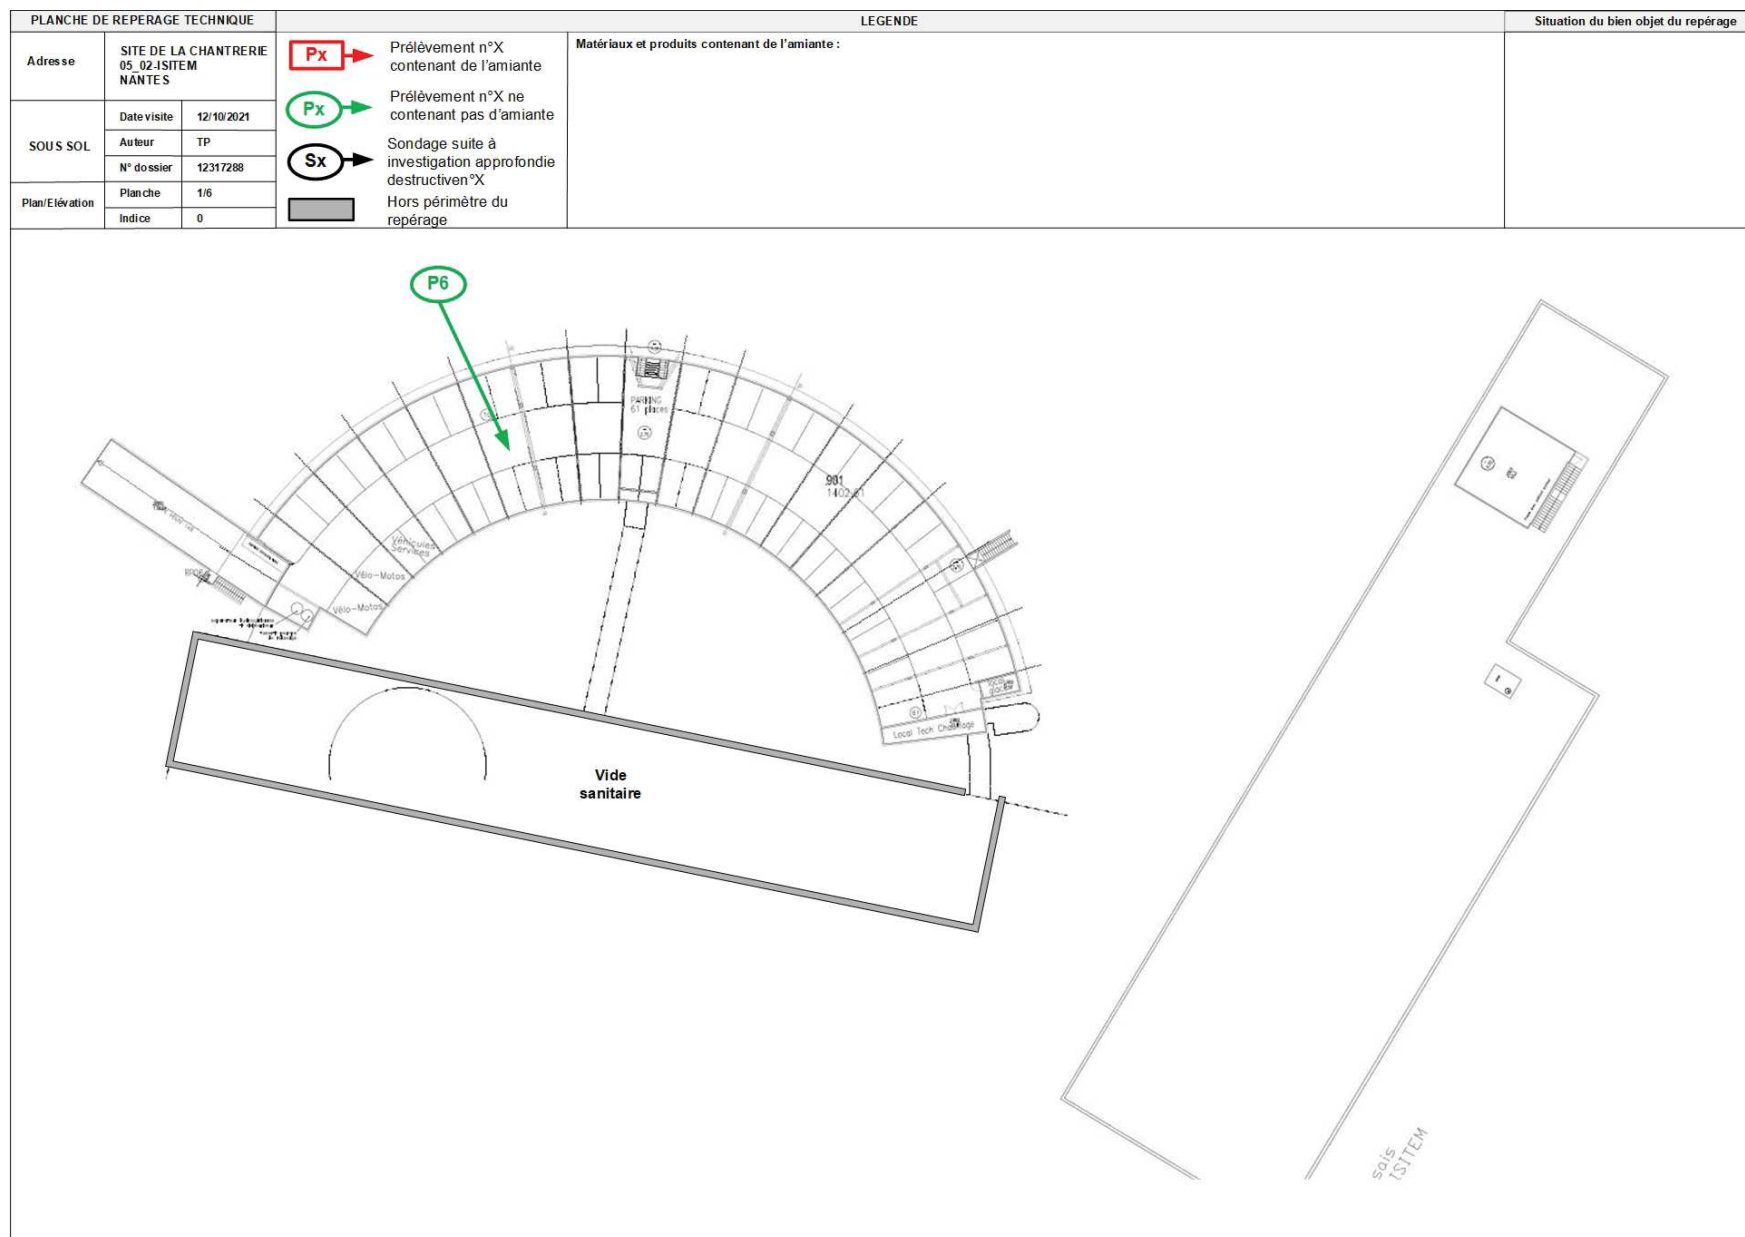 PLANCHE DE REPERAGE TECHNIQUE
LEGENDE
Situation du bien objet du repérage
Adresse
SITE DE LA CHANTRERIE
05_02-ISITEM
NANTES
SOUS SOL
Date visite 12/10/2021
Auteur TP
N° dossier 12317288
Plan/Elévation
Planche 1/6
Indice 0
Px
Prélèvement n°X
contenant de l'amiante
Px
Prélèvement n°X ne
contenant pas d'amiante
Sx
Sondage suite à
investigation approfondie
destructiven°X
Hors périmètre du
repérage
Matériaux et produits contenant de l'amiante :
P6
PARKING
61 places
901
Véhicules
Services
Vélo-Motos
Vélo-Motos
local
Local Tech Chauffage
Vide
sanitaire
sais
ISITEM